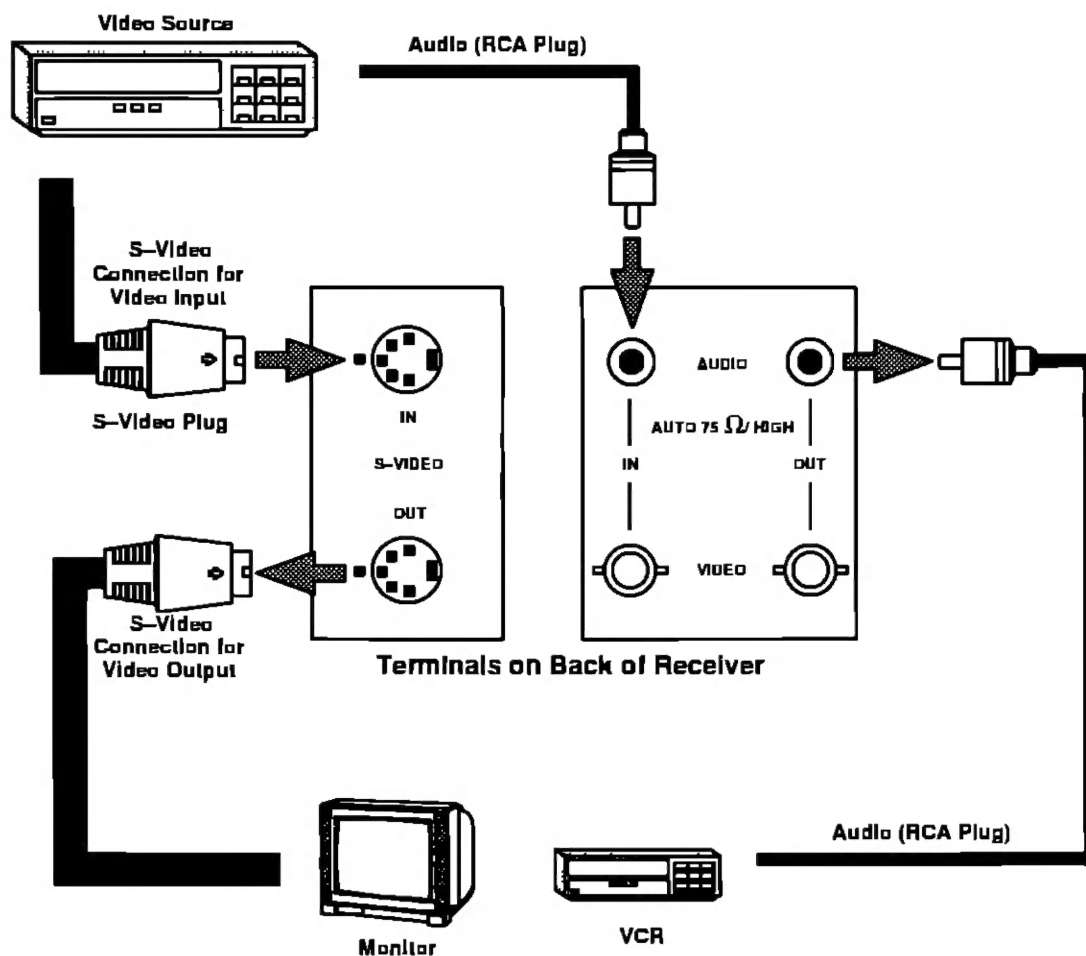 Video Source
Audio (RCA Plug)
S-Video
Connection for
Video Input
S-Video Plug
IN
S-VIDEO
OUT
AUDIO
AUTO 75 Ω/HIGH
IN
OUT
VIDEO
S-Video
Connection for
Video Output
Terminals on Back of Receiver
Audio (RCA Plug)
Monitor
VCR